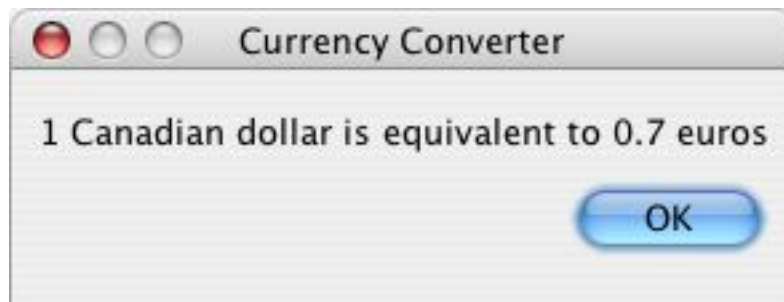 Currency Converter
1 Canadian dollar is equivalent to 0.7 euros
OK